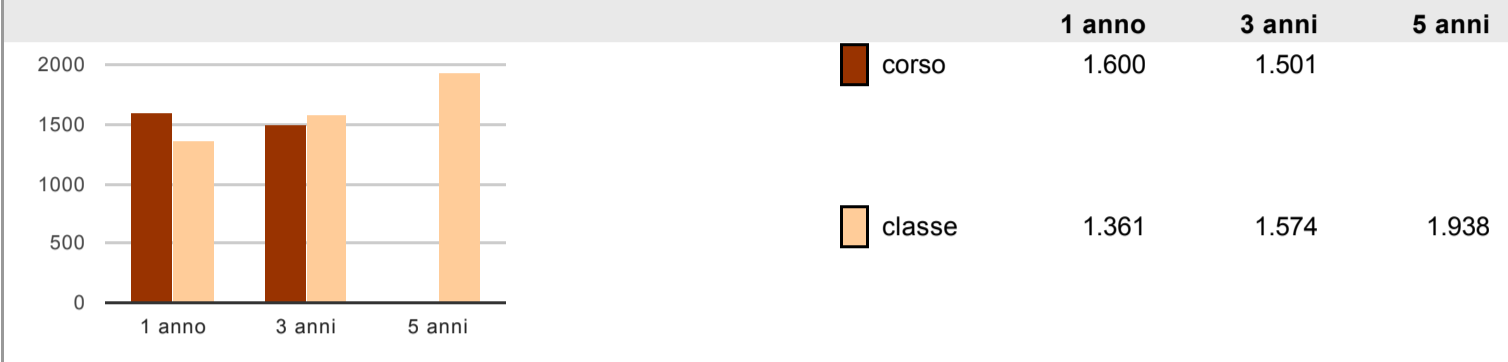 1 anno 3 anni 5 anni
corso 1.600 1.501
classe 1.361 1.574 1.938
2000
1500
1000
500
0
1 anno 3 anni 5 anni